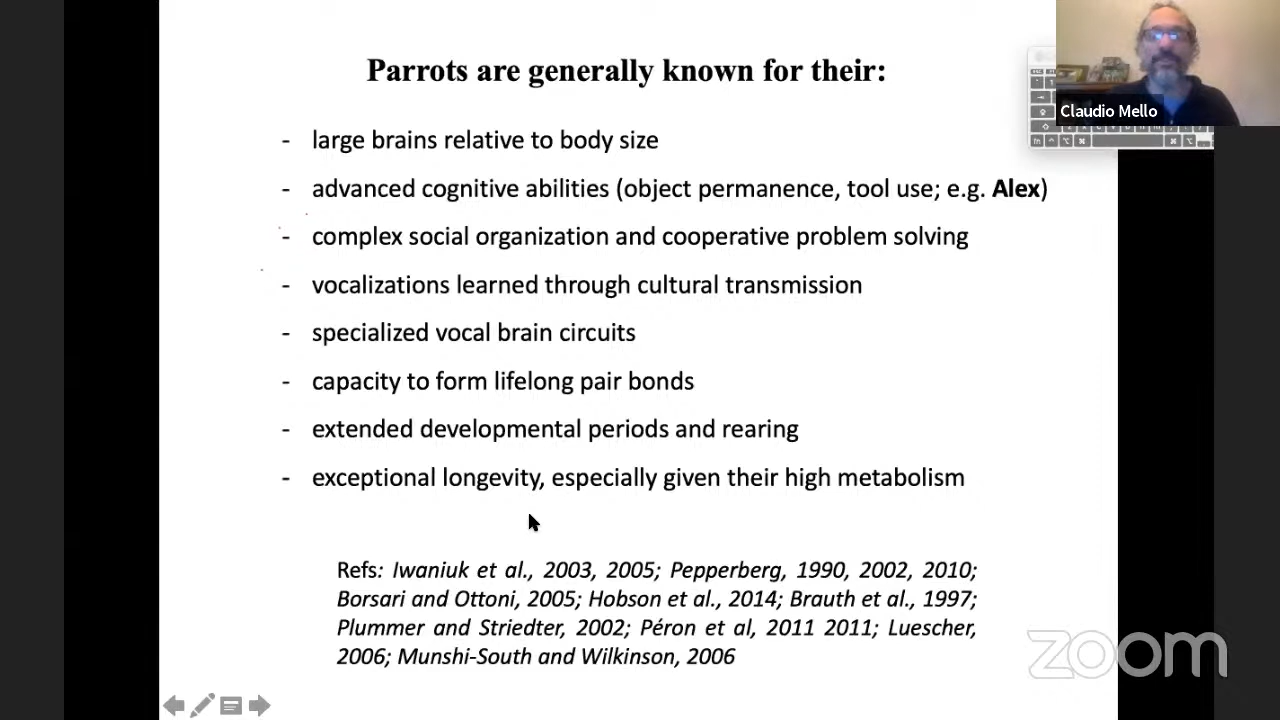 Parrots are generally known for their:
- large brains relative to body size
- advanced cognitive abilities (object permanence, tool use; e.g. Alex)
- complex social organization and cooperative problem solving
- vocalizations learned through cultural transmission
- specialized vocal brain circuits
- capacity to form lifelong pair bonds
- extended developmental periods and rearing
- exceptional longevity, especially given their high metabolism
Refs: Iwaniuk et al., 2003, 2005; Pepperberg, 1990, 2002, 2010;
Borsari and Ottoni, 2005; Hobson et al., 2014; Brauth et al., 1997;
Plummer and Striedter, 2002; Péron et al, 2011 2011; Luescher,
2006; Munshi-South and Wilkinson, 2006
Claudio Mello
zoom